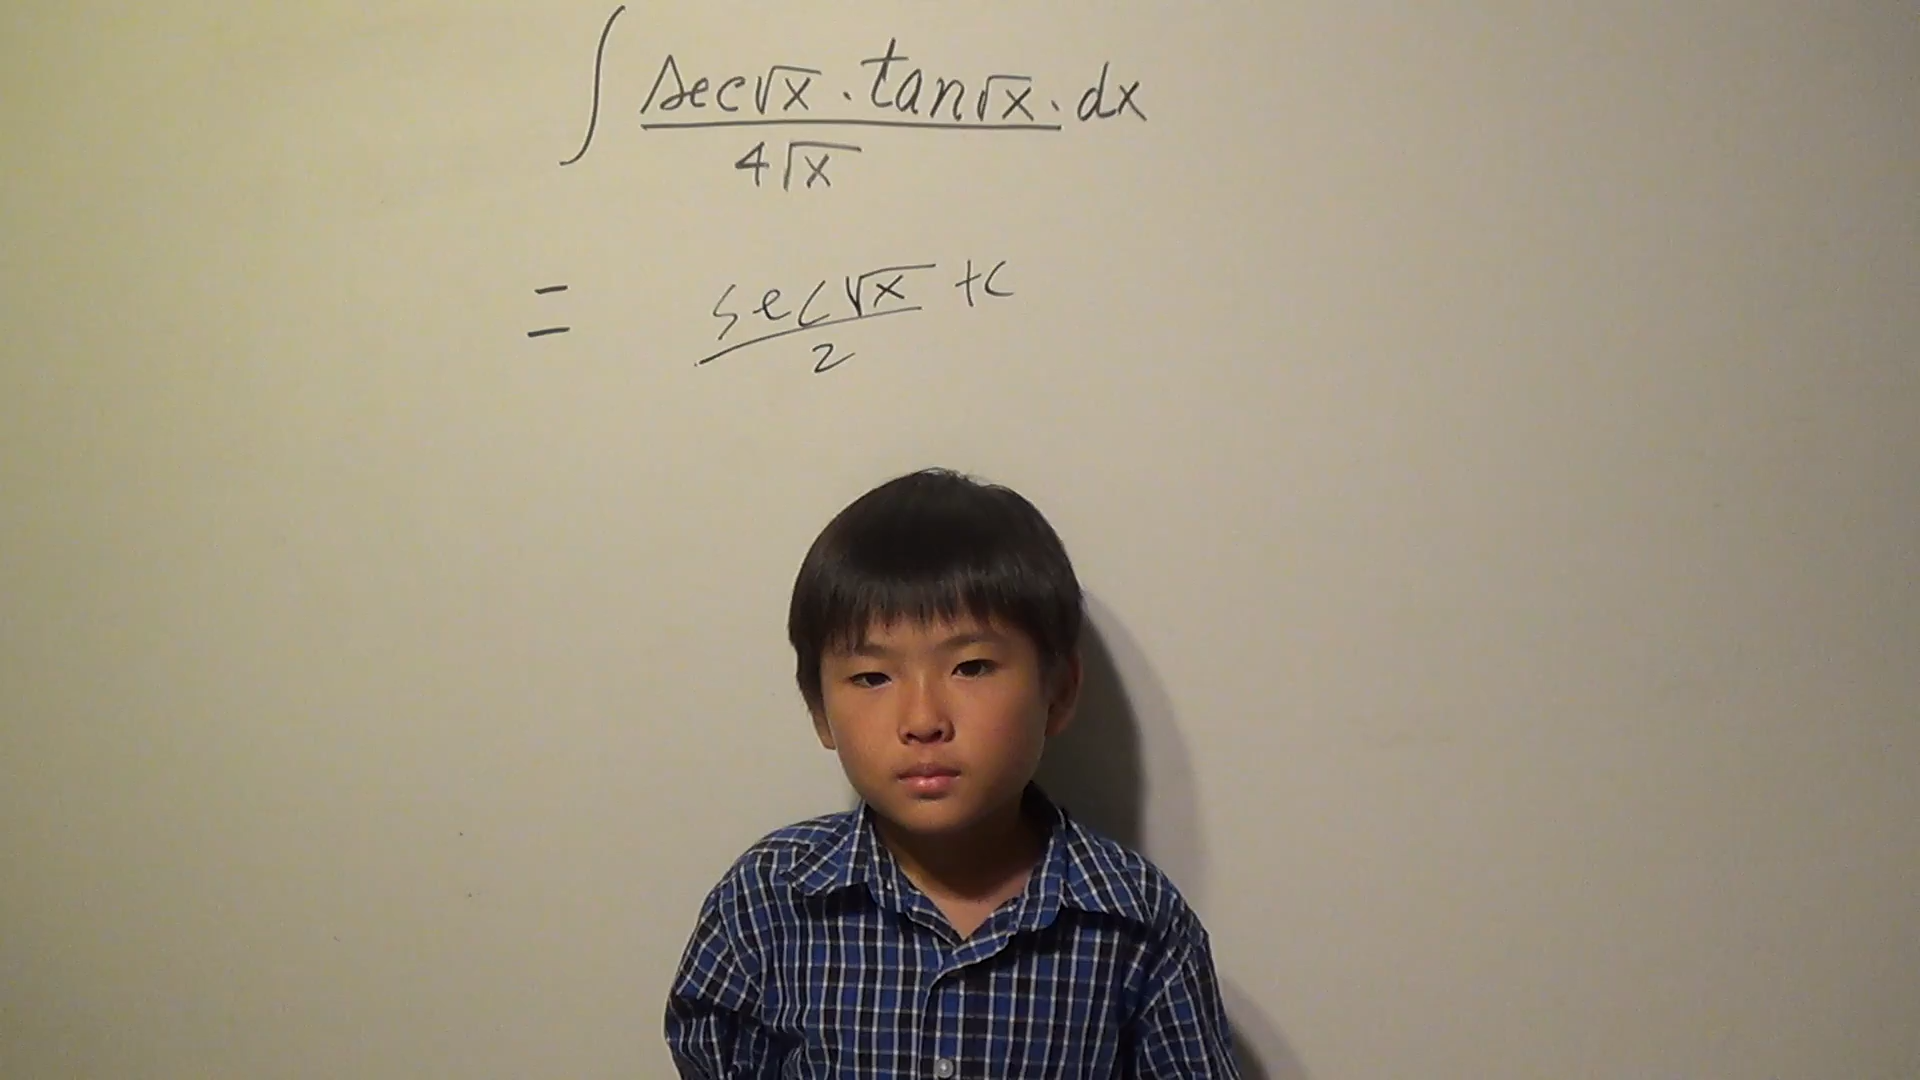 ∫ sec√x · tan√x · dx
4√x
= sec√x + c
2